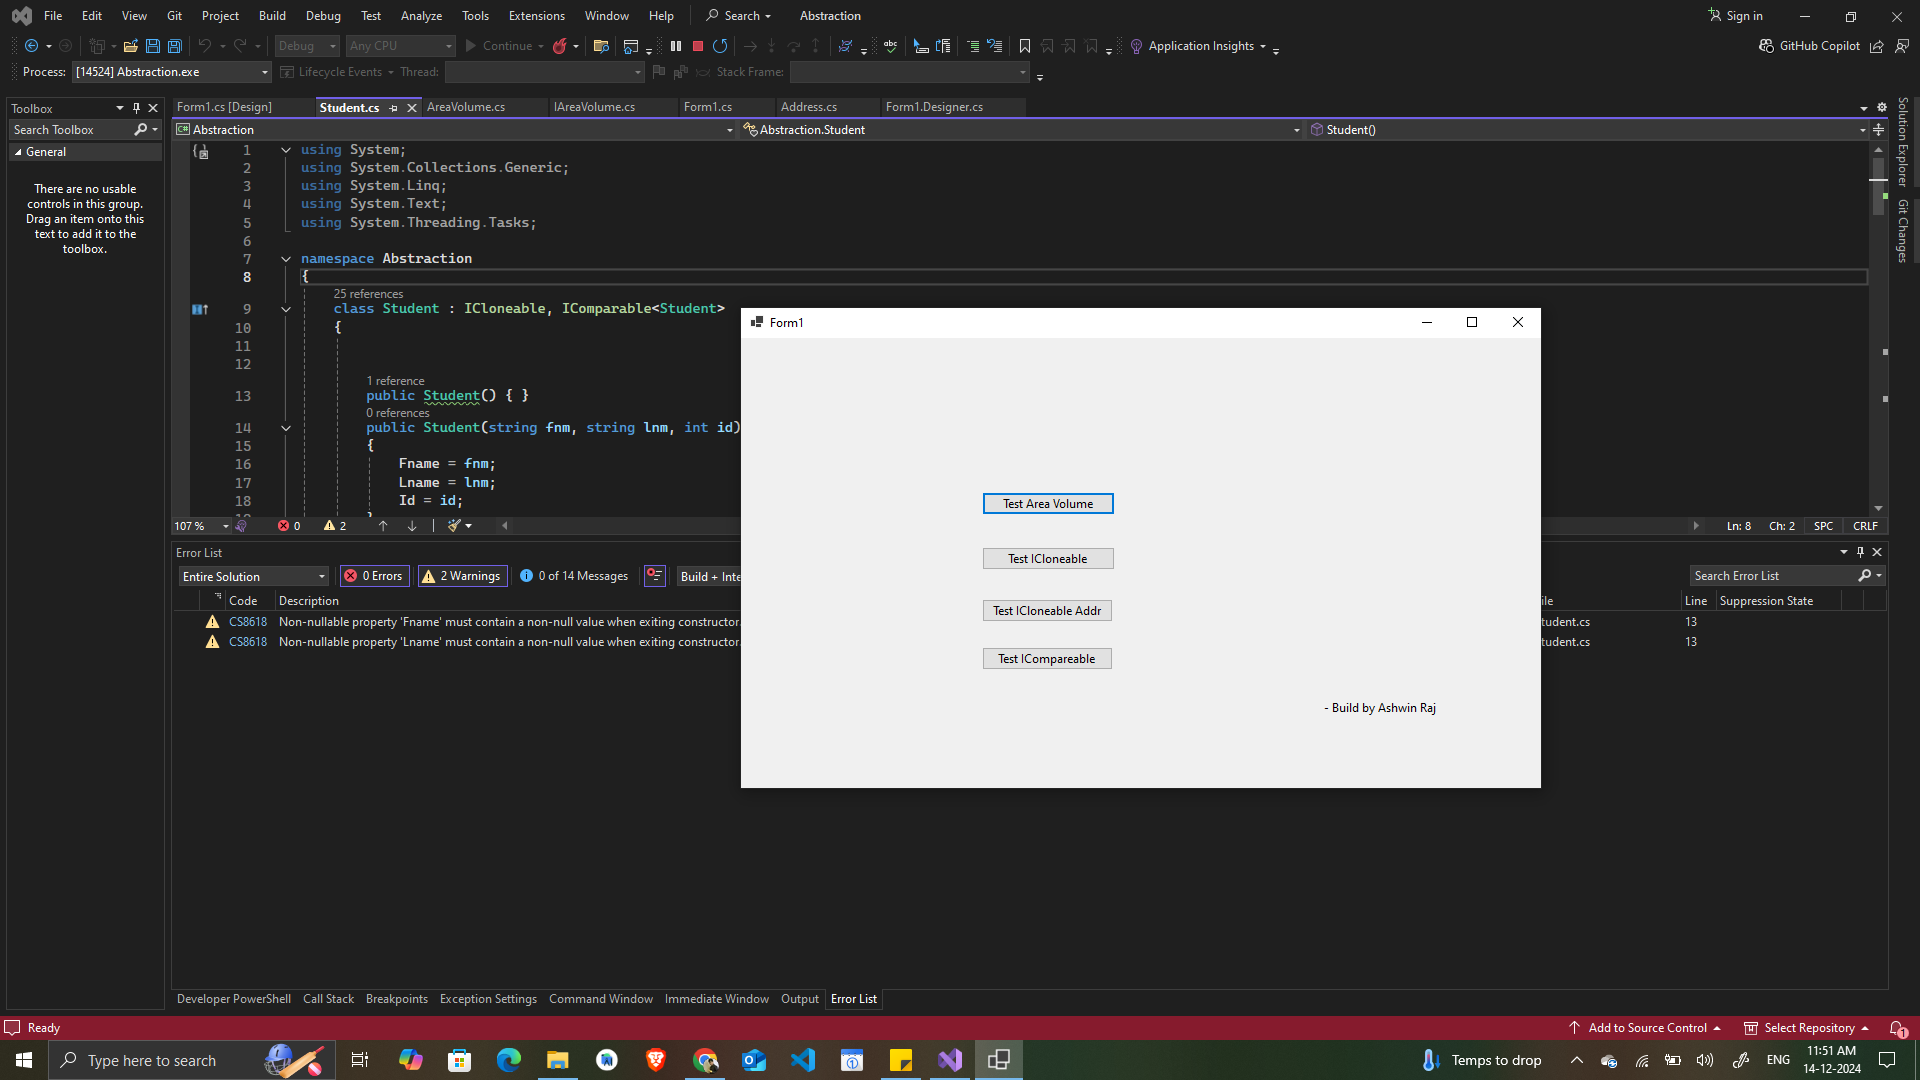 File Edit View Git Project Build Debug Test Analyze Tools Extensions Window Help Search Abstraction Sign in
Debug Any CPU Continue Application Insights GitHub Copilot
Process: [14524] Abstraction.exe Lifecycle Events Thread: Stack Frame:
Toolbox
Search Toolbox
General
There are no usable
controls in this group.
Drag an item onto this
text to add it to the
toolbox.
Form1.cs [Design] Student.cs AreaVolume.cs IAreaVolume.cs Form1.cs Address.cs Form1.Designer.cs
Abstraction Abstraction.Student Student()
1 using System;
2 using System.Collections.Generic;
3 using System.Linq;
4 using System.Text;
5 using System.Threading.Tasks;
6
7 namespace Abstraction
8 {
25 references
9 class Student : ICloneable, IComparable<Student>
10 {
11
12
1 reference
13 public Student() { }
0 references
14 public Student(string fnm, string lnm, int id)
15 {
16 Fname = fnm;
17 Lname = lnm;
18 Id = id;
107 % 0 2 Ln: 8 Ch: 2 SPC CRLF
Form1
Test Area Volume
Test ICloneable
Test ICloneable Addr
Test ICompareable
- Build by Ashwin Raj
Error List
Entire Solution 0 Errors 2 Warnings 0 of 14 Messages Build + Inte Search Error List
Code Description ile Line Suppression State
CS8618 Non-nullable property 'Fname' must contain a non-null value when exiting constructor. tudent.cs 13
CS8618 Non-nullable property 'Lname' must contain a non-null value when exiting constructor. tudent.cs 13
Developer PowerShell Call Stack Breakpoints Exception Settings Command Window Immediate Window Output Error List
Solution Explorer
Git Changes
Ready Add to Source Control Select Repository 1
Type here to search Temps to drop ENG 11:51 AM
14-12-2024